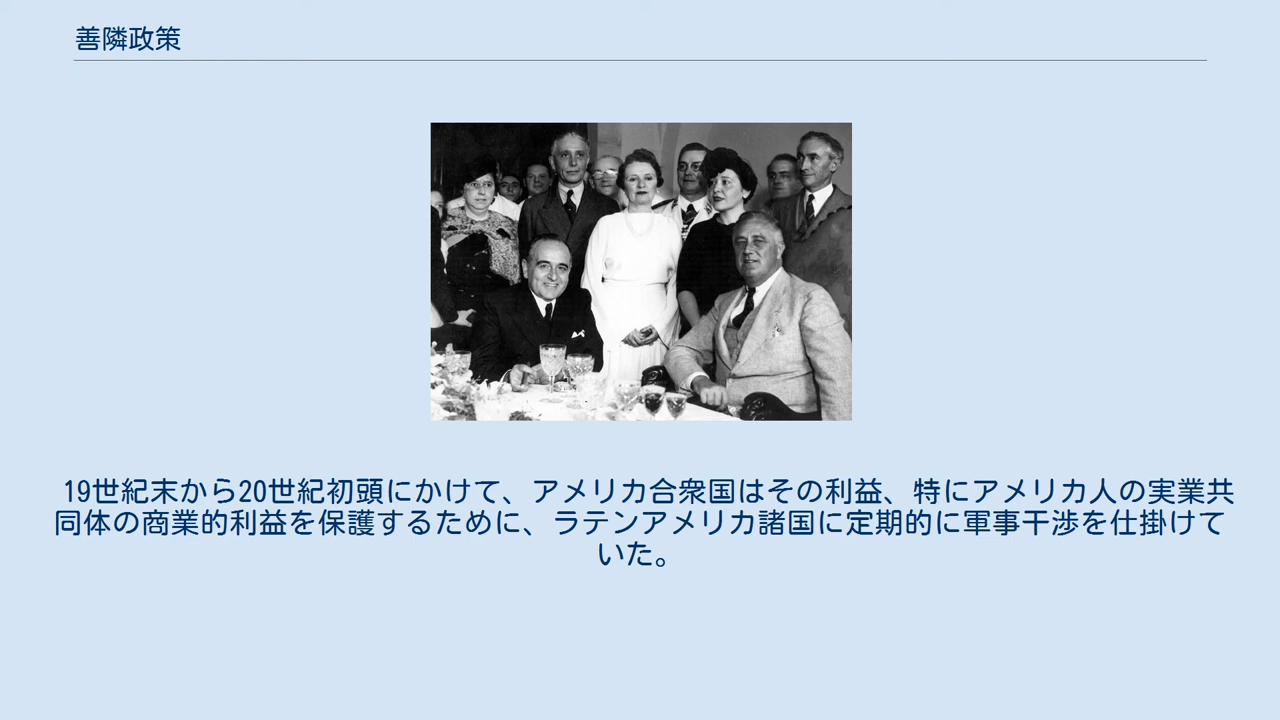 善隣政策
19世紀末から20世紀初頭にかけて、アメリカ合衆国はその利益、特にアメリカ人の実業共
同体の商業的利益を保護するために、ラテンアメリカ諸国に定期的に軍事干渉を仕掛けて
いた。